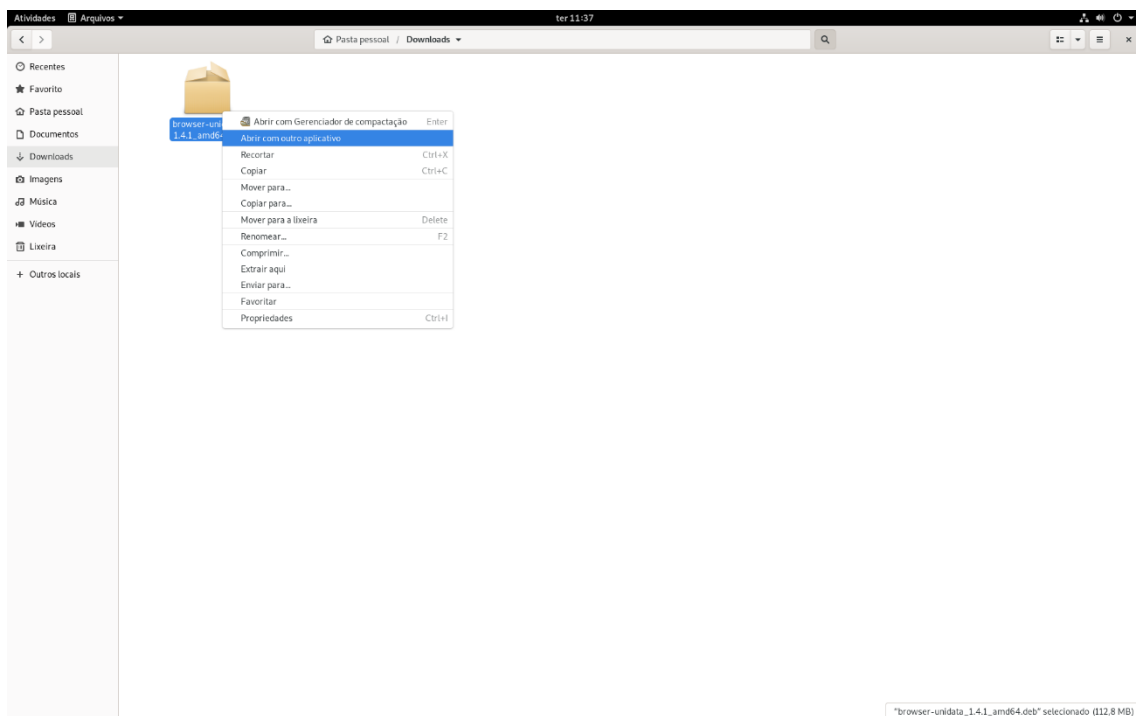 Atividades Arquivos ter 11:37
Pasta pessoal / Downloads
Recentes
Favorito
Pasta pessoal
Documentos
Downloads
Imagens
Música
Vídeos
Lixeira
+ Outros locais
browser-uni
1.4.1_amd64
Abrir com Gerenciador de compactação Enter
Abrir com outro aplicativo
Recortar Ctrl+X
Copiar Ctrl+C
Mover para...
Copiar para...
Mover para a lixeira Delete
Renomear... F2
Comprimir...
Extrair aqui
Enviar para...
Favoritar
Propriedades Ctrl+I
"browser-unidata_1.4.1_amd64.deb" selecionado (112,8 MB)